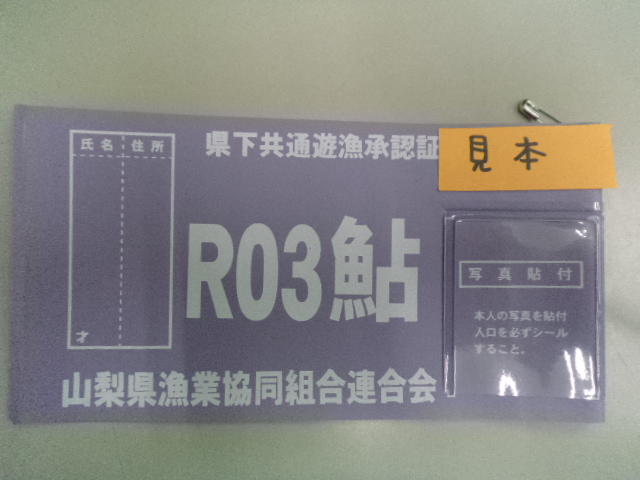 県下共通遊漁承認証
見本
氏名 住所
R03鮎
写真貼付
本人の写真を貼付
入口を必ずシール
すること。
才
山梨県漁業協同組合連合会